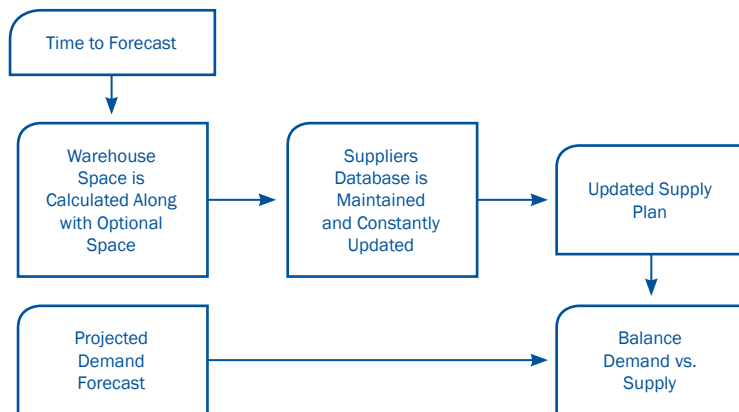 Time to Forecast
Warehouse
Space is
Calculated Along
with Optional
Space
Suppliers
Database is
Maintained
and Constantly
Updated
Updated Supply
Plan
Projected
Demand
Forecast
Balance
Demand vs.
Supply